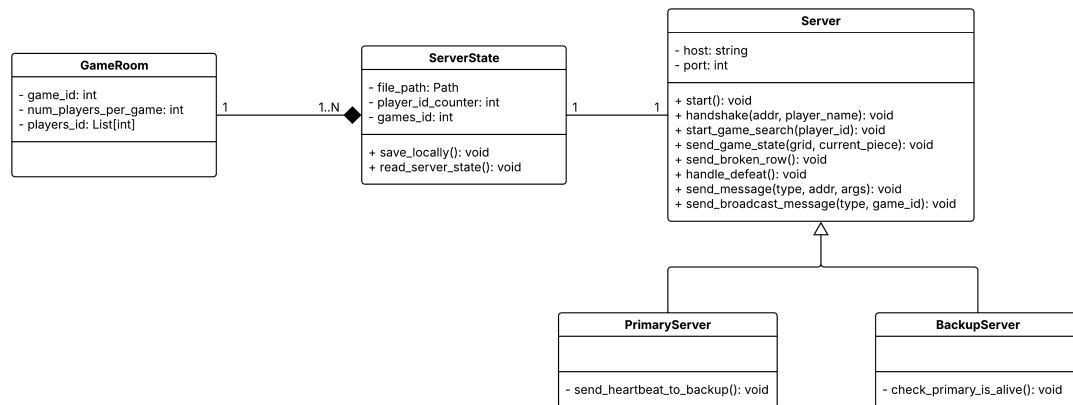 GameRoom
- game_id: int
- num_players_per_game: int
- players_id: List[int]
1
1..N
ServerState
- file_path: Path
- player_id_counter: int
- games_id: int
+ save_locally(): void
+ read_server_state(): void
1
1
Server
- host: string
- port: int
+ start(): void
+ handshake(addr, player_name): void
+ start_game_search(player_id): void
+ send_game_state(grid, current_piece): void
+ send_broken_row(): void
+ handle_defeat(): void
+ send_message(type, addr, args): void
+ send_broadcast_message(type, game_id): void
PrimaryServer
- send_heartbeat_to_backup(): void
BackupServer
- check_primary_is_alive(): void